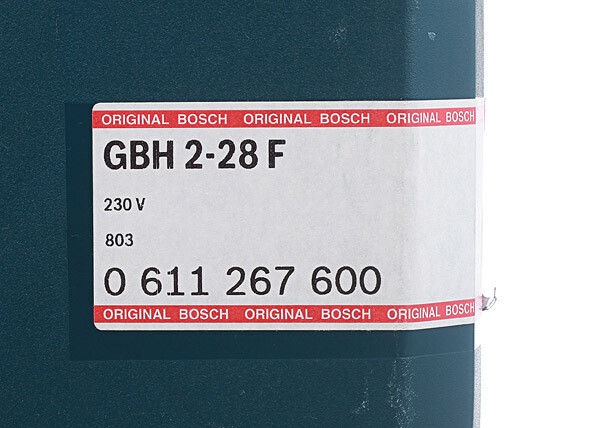 ORIGINAL BOSCH ORIGINAL BOSCH ORIGINAL BOSCH
GBH 2-28 F
230 V
803
0 611 267 600
ORIGINAL BOSCH ORIGINAL BOSCH ORIGINAL BOSCH